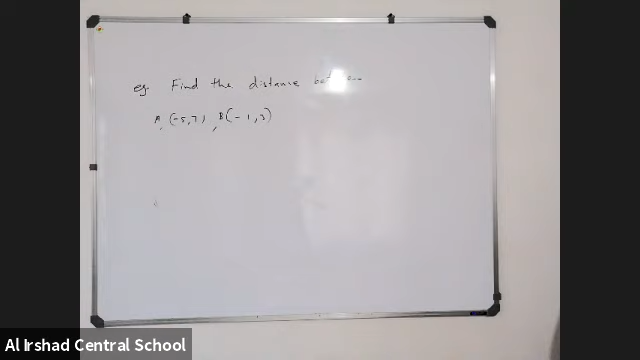 eg. Find the distance between
A, (-5,7) , B(-1,3)
Al Irshad Central School